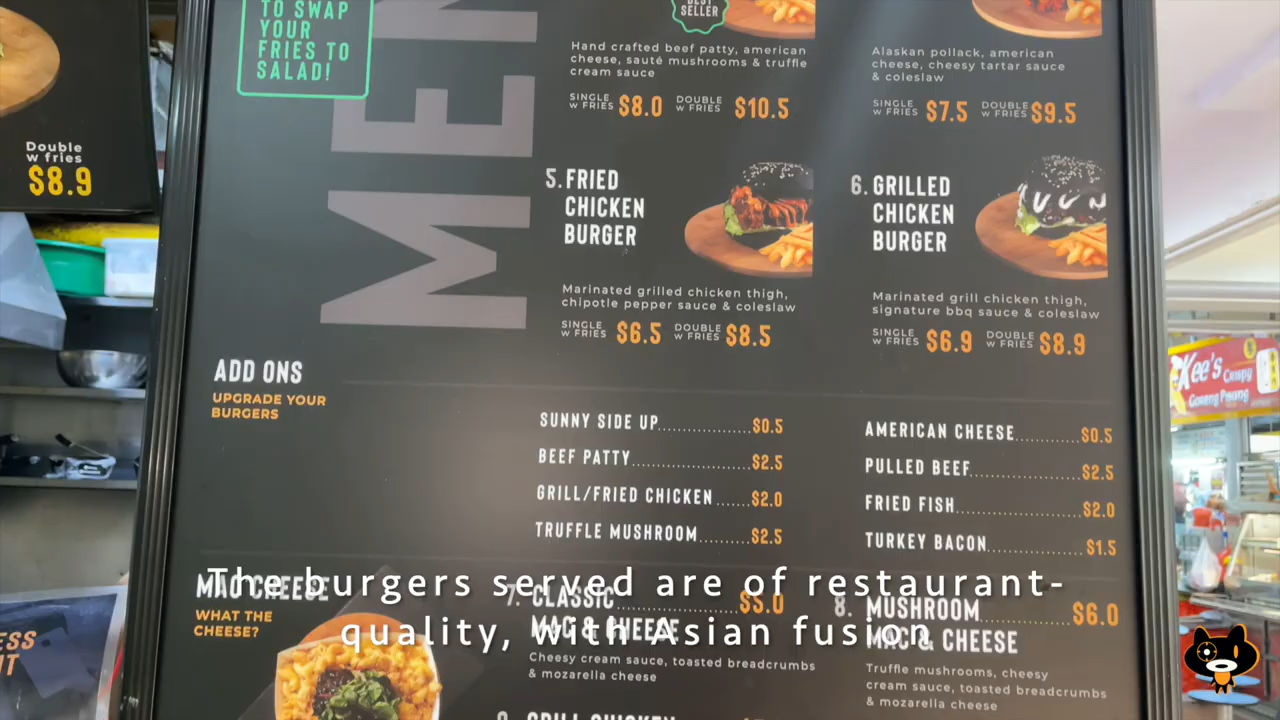 TO SWAP
YOUR
FRIES TO
SALAD!
Double
w fries
$8.9
MEN
BEST
SELLER
Hand crafted beef patty, american
cheese, sauté mushrooms & truffle
cream sauce
SINGLE
w FRIES $8.0 DOUBLE
w FRIES $10.5
Alaskan pollack, american
cheese, cheesy tartar sauce
& coleslaw
SINGLE
w FRIES $7.5 DOUBLE
w FRIES $9.5
5. FRIED
CHICKEN
BURGER
Marinated grilled chicken thigh,
chipotle pepper sauce & coleslaw
SINGLE
w FRIES $6.5 DOUBLE
w FRIES $8.5
6. GRILLED
CHICKEN
BURGER
Marinated grill chicken thigh,
signature bbq sauce & coleslaw
SINGLE
w FRIES $6.9 DOUBLE
w FRIES $8.9
ADD ONS
UPGRADE YOUR
BURGERS
SUNNY SIDE UP....................$0.5
BEEF PATTY..........................$2.5
GRILL/FRIED CHICKEN.......$2.0
TRUFFLE MUSHROOM..........$2.5
AMERICAN CHEESE..............$0.5
PULLED BEEF.......................$2.5
FRIED FISH..........................$2.0
TURKEY BACON....................$1.5
MAC CHEESE
WHAT THE
CHEESE?
7. CLASSIC..........................$5.0
MAC & CHEESE
Cheesy cream sauce, toasted breadcrumbs
& mozarella cheese
8. MUSHROOM...................$6.0
MAC & CHEESE
Truffle mushrooms, cheesy
cream sauce, toasted breadcrumbs
& mozarella cheese
GRILL CHICKEN
The burgers served are of restaurant-
quality, with Asian fusion
Kee's Crispy
Goreng Pisang